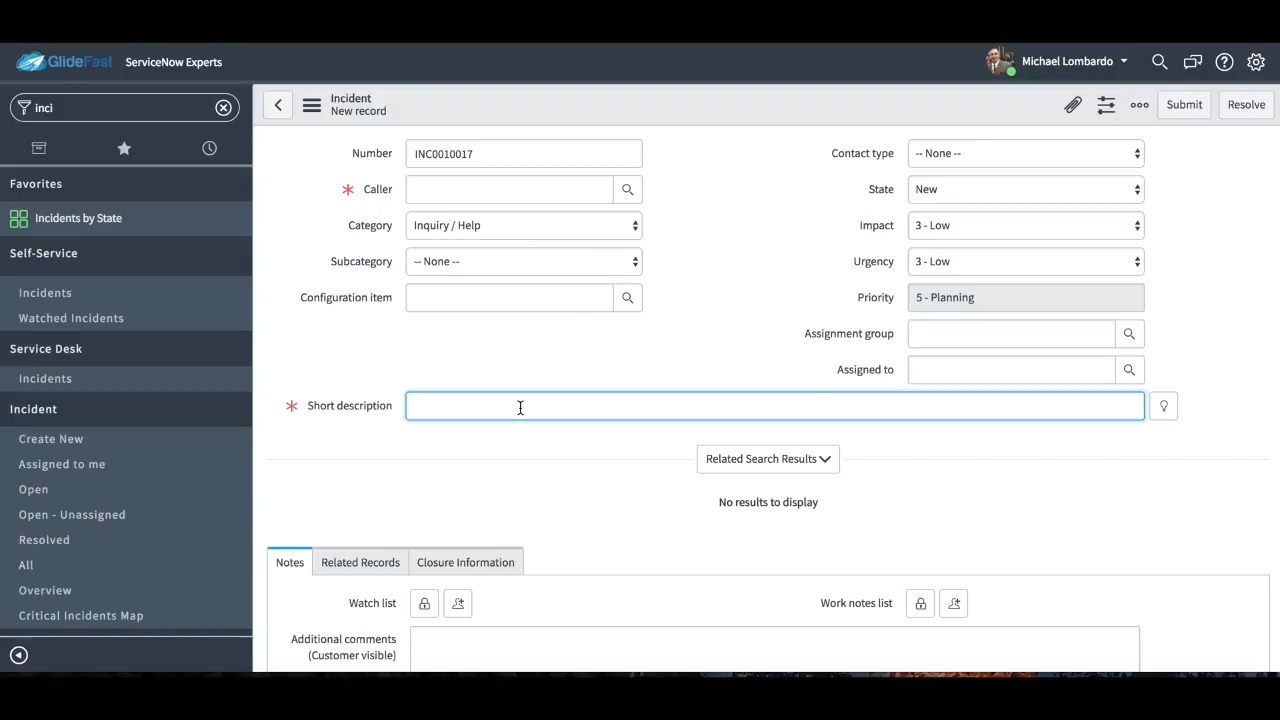 GlideFast ServiceNow Experts
Michael Lombardo
inci
Favorites
Incidents by State
Self-Service
Incidents
Watched Incidents
Service Desk
Incidents
Incident
Create New
Assigned to me
Open
Open - Unassigned
Resolved
All
Overview
Critical Incidents Map
Incident
New record
Submit
Resolve
Number INC0010017
Caller
Category Inquiry / Help
Subcategory -- None --
Configuration item
Contact type -- None --
State New
Impact 3 - Low
Urgency 3 - Low
Priority 5 - Planning
Assignment group
Assigned to
Short description
Related Search Results
No results to display
Notes Related Records Closure Information
Watch list
Work notes list
Additional comments
(Customer visible)